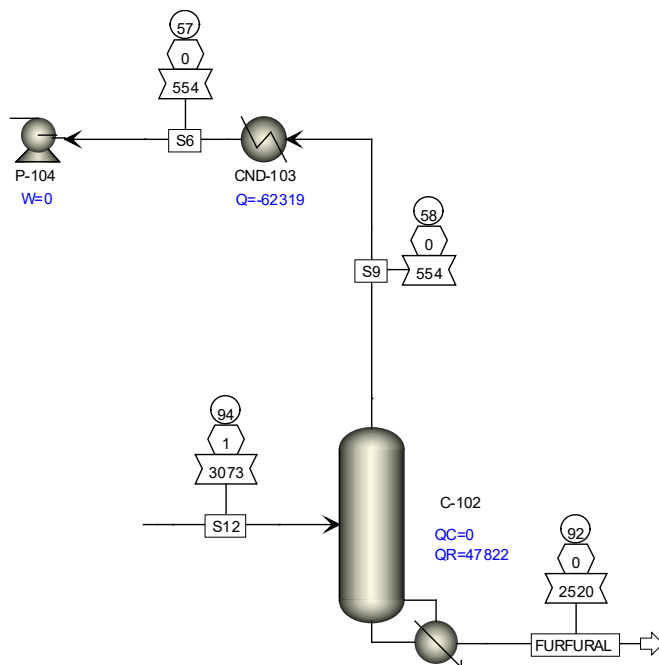 57
0
554
S6
P-104
W=0
CND-103
Q=-62319
58
0
554
S9
94
1
3073
S12
C-102
QC=0
QR=47822
92
0
2520
FURFURAL